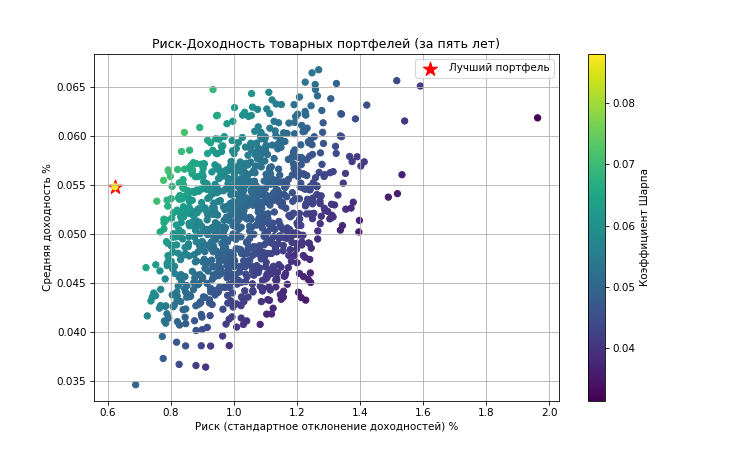 Риск-Доходность товарных портфелей (за пять лет)
Лучший портфель
Средняя доходность %
0.065
0.060
0.055
0.050
0.045
0.040
0.035
0.6 0.8 1.0 1.2 1.4 1.6 1.8 2.0
Риск (стандартное отклонение доходностей) %
0.08
0.07
0.06
0.05
0.04
Коэффициент Шарпа